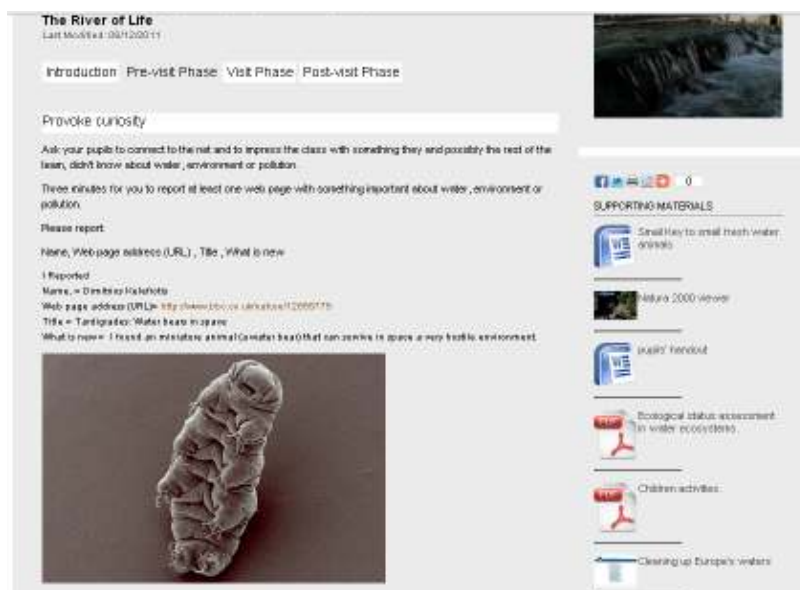 The River of Life
Last Modified: 06/12/2011
Introduction Pre-visit Phase Visit Phase Post-visit Phase
Provoke curiosity
Ask your pupils to connect to the net and to impress the class with something they and possibly the rest of the
team, didn't know about water, environment or pollution.
Three minutes for you to report at least one web page with something important about water, environment or
pollution.
Please report:
Name, Web page address (URL) , Title , What is new
I Reported
Name, = Dimitrios
Web page address (URL)=
Title = Tardigrades: Water bears in space
What is new = I found an miniature animal (a water bear) that can survive in space a very hostile environment.
0
SUPPORTING MATERIALS
Small Key to small fresh water
animals
Natura 2000 viewer
pupils' handout
Ecological status assessment
in water ecosystems
Children activities
Cleaning up Europe's waters